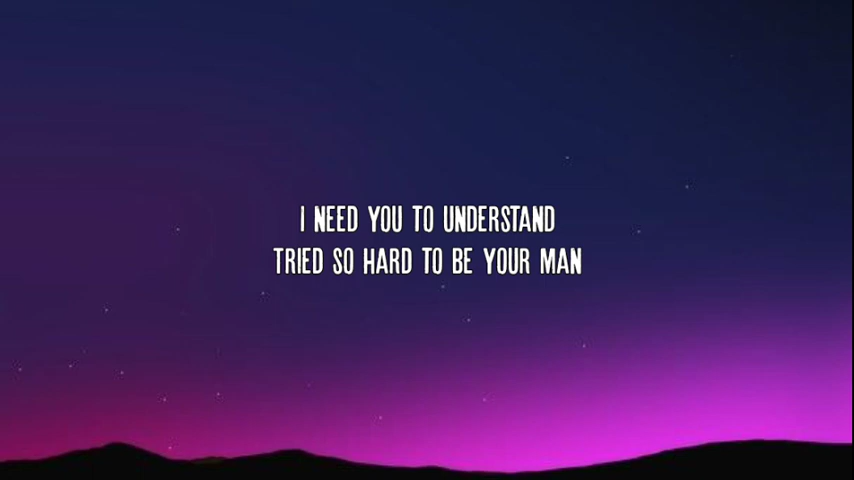 I NEED YOU TO UNDERSTAND
TRIED SO HARD TO BE YOUR MAN